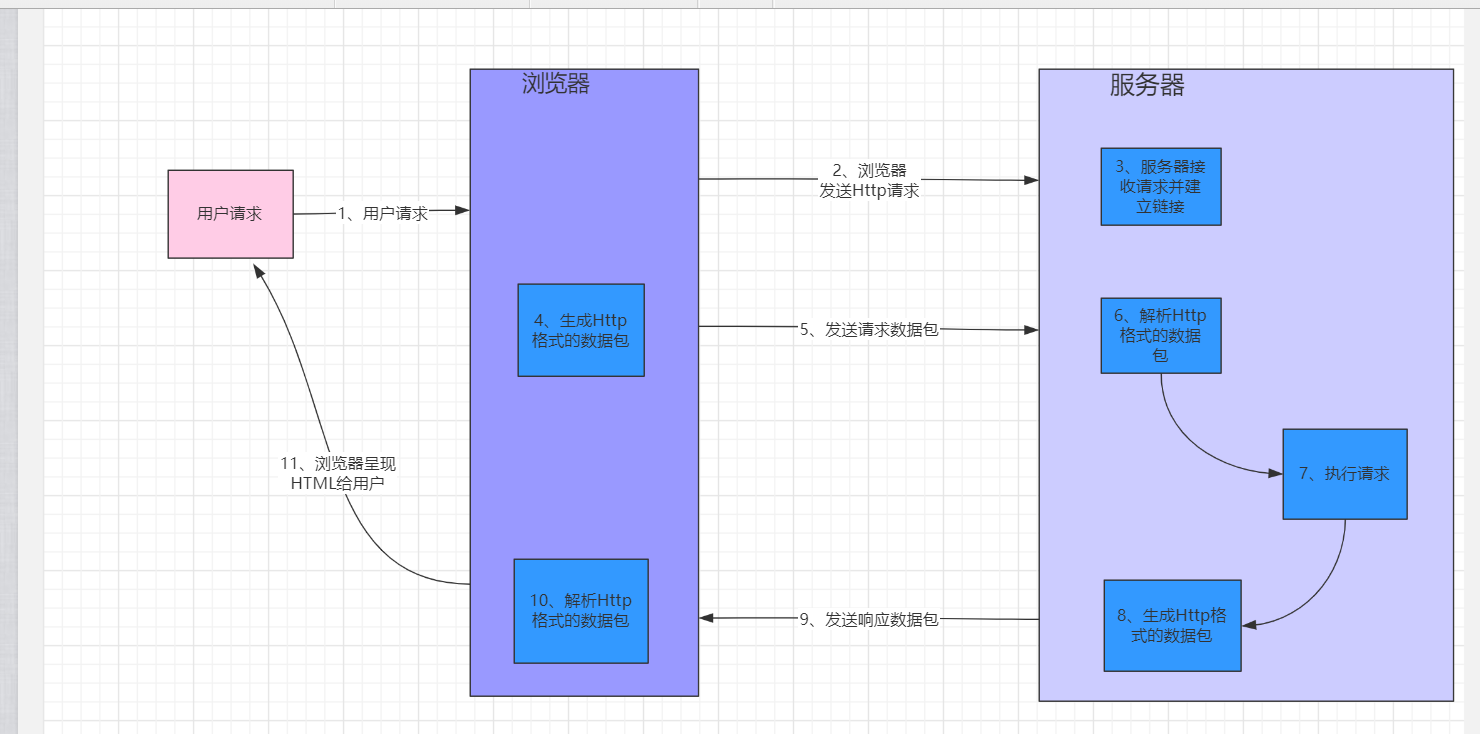 浏览器
服务器
用户请求
1、用户请求
2、浏览器
发送Http请求
3、服务器接
收请求并建
立链接
4、生成Http
格式的数据包
5、发送请求数据包
6、解析Http
格式的数据
包
7、执行请求
8、生成Http格
式的数据包
9、发送响应数据包
10、解析Http
格式的数据包
11、浏览器呈现
HTML给用户